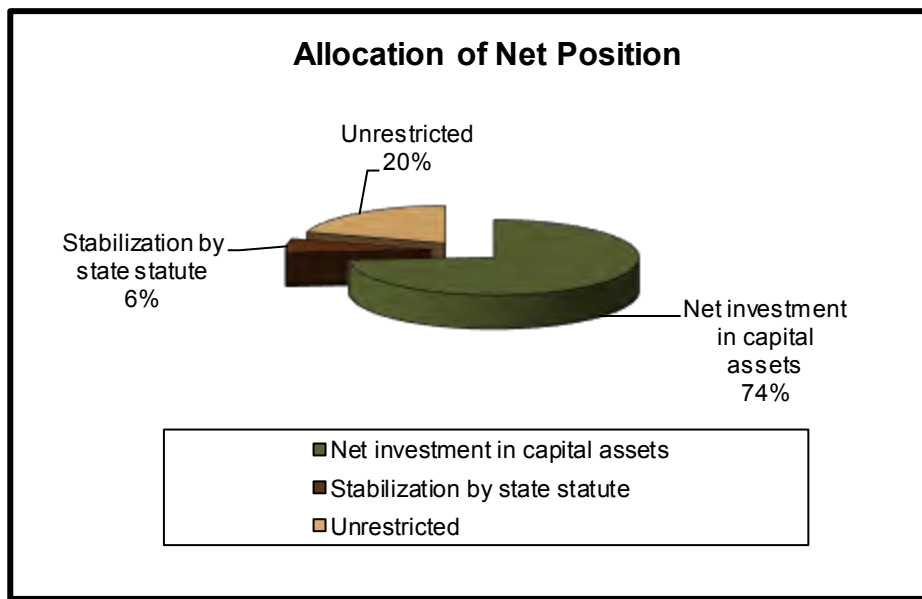 Allocation of Net Position
Unrestricted
20%
Stabilization by
state statute
6%
Net investment
in capital
assets
74%
Net investment in capital assets
Stabilization by state statute
Unrestricted